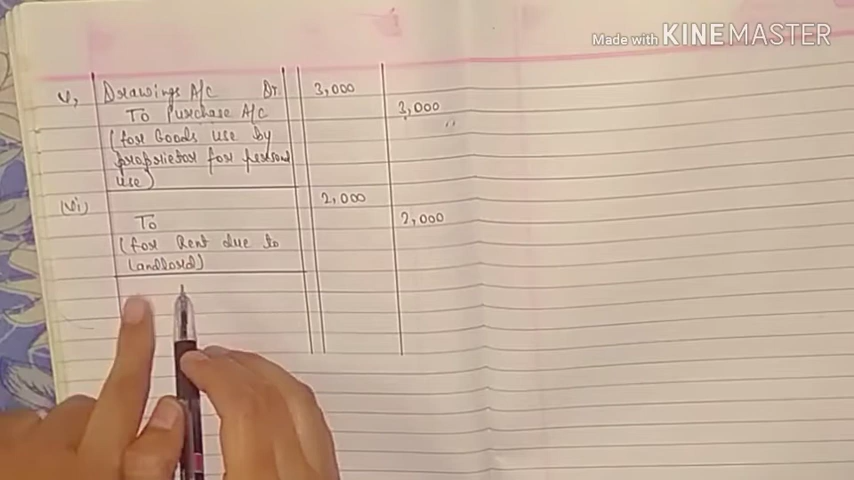 Made with KINEMASTER
v, Drawings A/c Dr. 3,000
To Purchase A/c 3,000
(for Goods use by
proprietor for personal
use)
(vi) 2,000
To 2,000
(for Rent due to
Landlord)